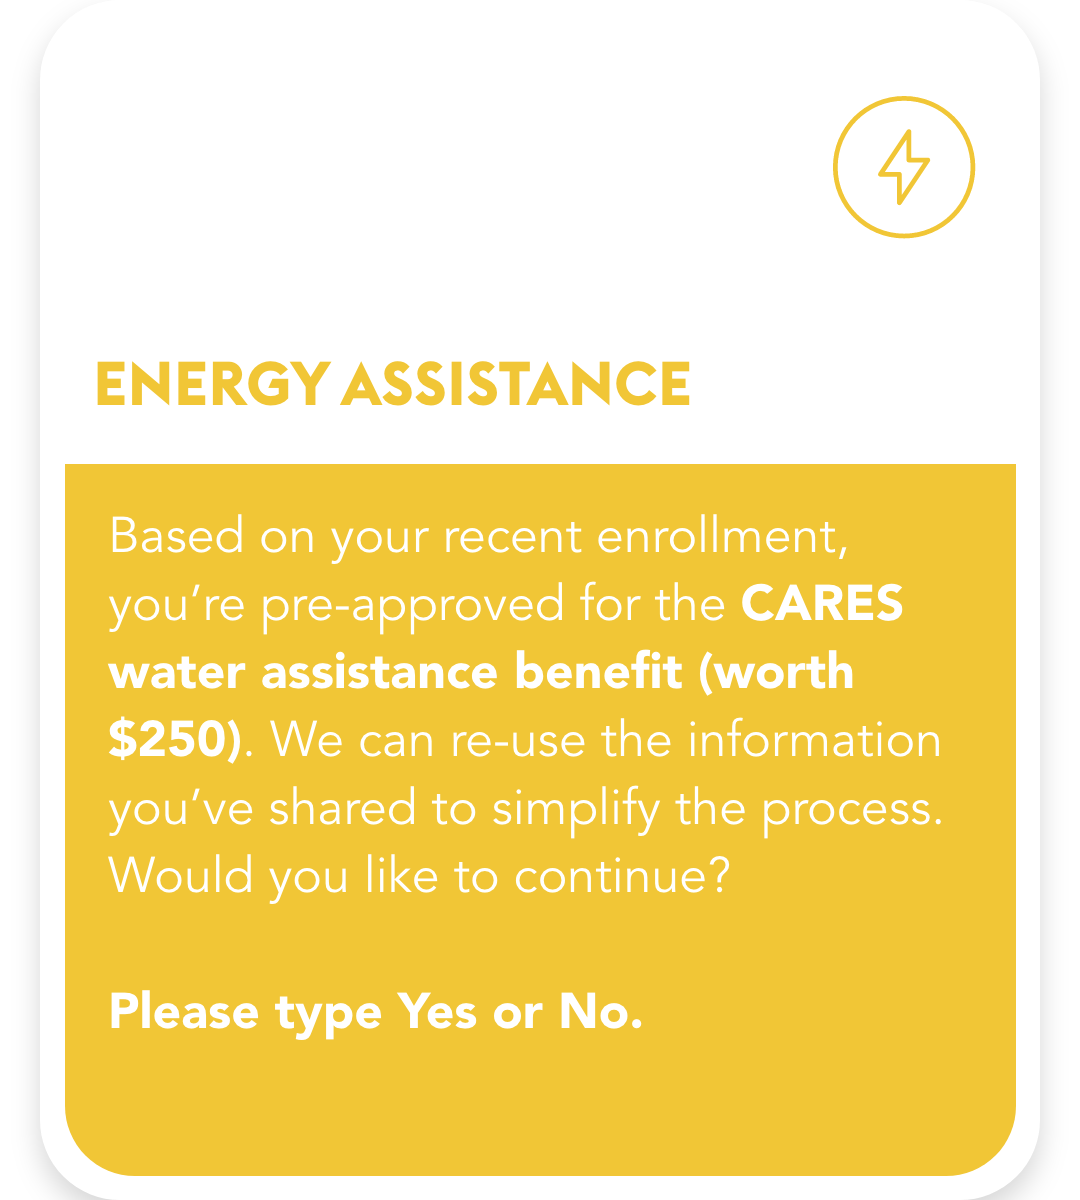 ENERGY ASSISTANCE
Based on your recent enrollment,
you’re pre-approved for the CARES
water assistance benefit (worth
$250). We can re-use the information
you’ve shared to simplify the process.
Would you like to continue?
Please type Yes or No.